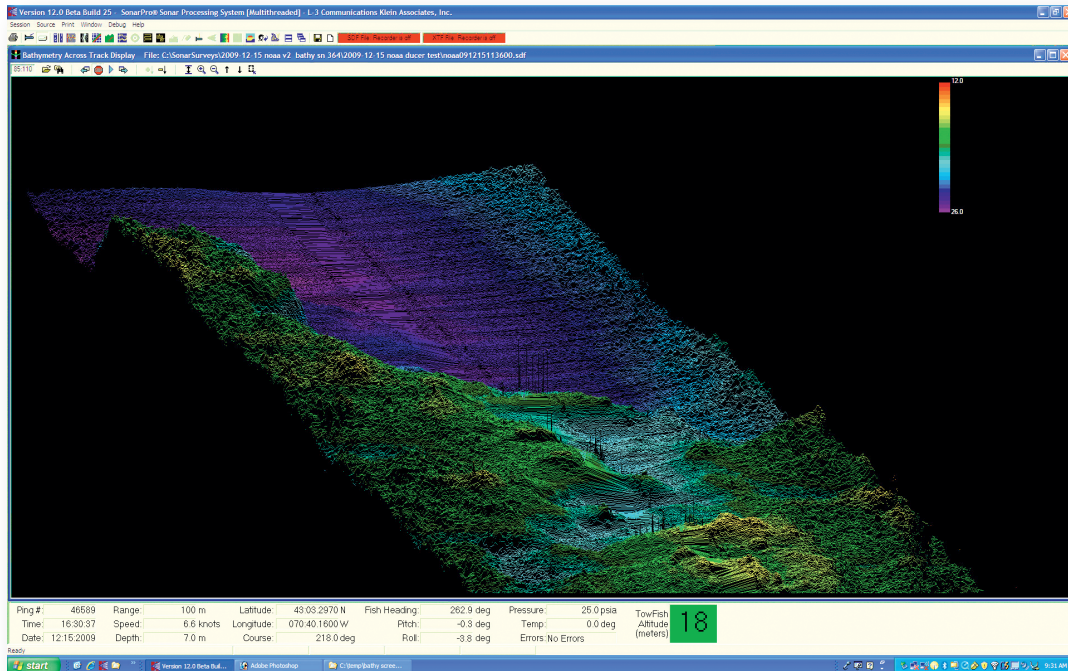 Version 12.0 Beta Build 25 - SonarPro® Sonar Processing System [Multithreaded] - L-3 Communications Klein Associates, Inc.
Session Source Print Window Debug Help
SDF File Recorder is off XTF File Recorder is off
Bathymetry Across Track Display File: C:\SonarSurveys\2009-12-15 noaa v2 bathy sn 364\2009-12-15 noaa ducer test\noaa091215113600.sdf
85.110
12.0
26.0
Ping #: 46589 Range: 100 m Latitude: 43:03.2970 N Fish Heading: 262.9 deg Pressure: 25.0 psia
Time: 16:30:37 Speed: 6.6 knots Longitude: 070:40.1600 W Pitch: -0.3 deg Temp: 0.0 deg
Date: 12:15:2009 Depth: 7.0 m Course: 218.0 deg Roll: -3.8 deg Errors: No Errors
TowFish
Altitude
(meters)
18
Ready
start Version 12.0 Beta Buil... Adobe Photoshop C:\temp\bathy scree... 9:31 AM